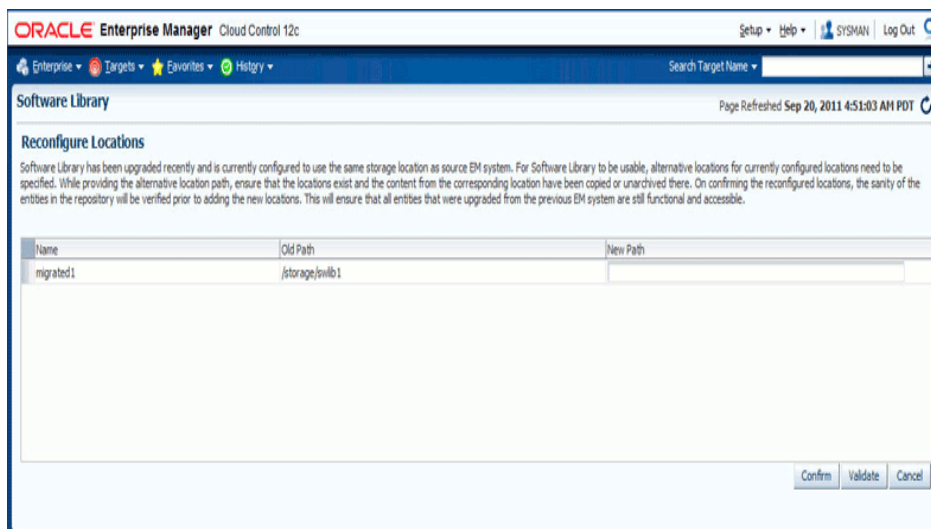 ORACLE Enterprise Manager Cloud Control 12c
Setup Help SYSMAN Log Out
Enterprise Targets Favorites History Search Target Name
Software Library
Page Refreshed Sep 20, 2011 4:51:03 AM PDT
Reconfigure Locations
Software Library has been upgraded recently and is currently configured to use the same storage location as source EM system. For Software Library to be usable, alternative locations for currently configured locations need to be
specified. While providing the alternative location path, ensure that the locations exist and the content from the corresponding location have been copied or unarchived there. On confirming the reconfigured locations, the sanity of the
entities in the repository will be verified prior to adding the new locations. This will ensure that all entities that were upgraded from the previous EM system are still functional and accessible.
Name Old Path New Path
migrated1 /storage/swlib1
Confirm Validate Cancel